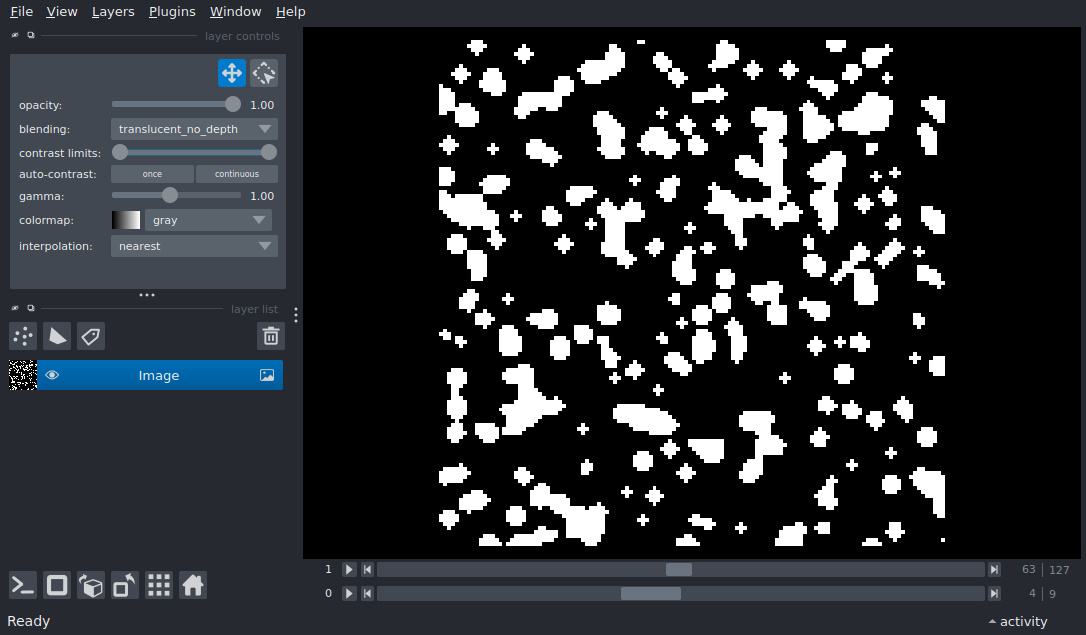 File View Layers Plugins Window Help
layer controls
opacity: 1.00
blending: translucent_no_depth
contrast limits:
auto-contrast: once continuous
gamma: 1.00
colormap: gray
interpolation: nearest
layer list
Image
1 63 127
0 4 9
Ready activity